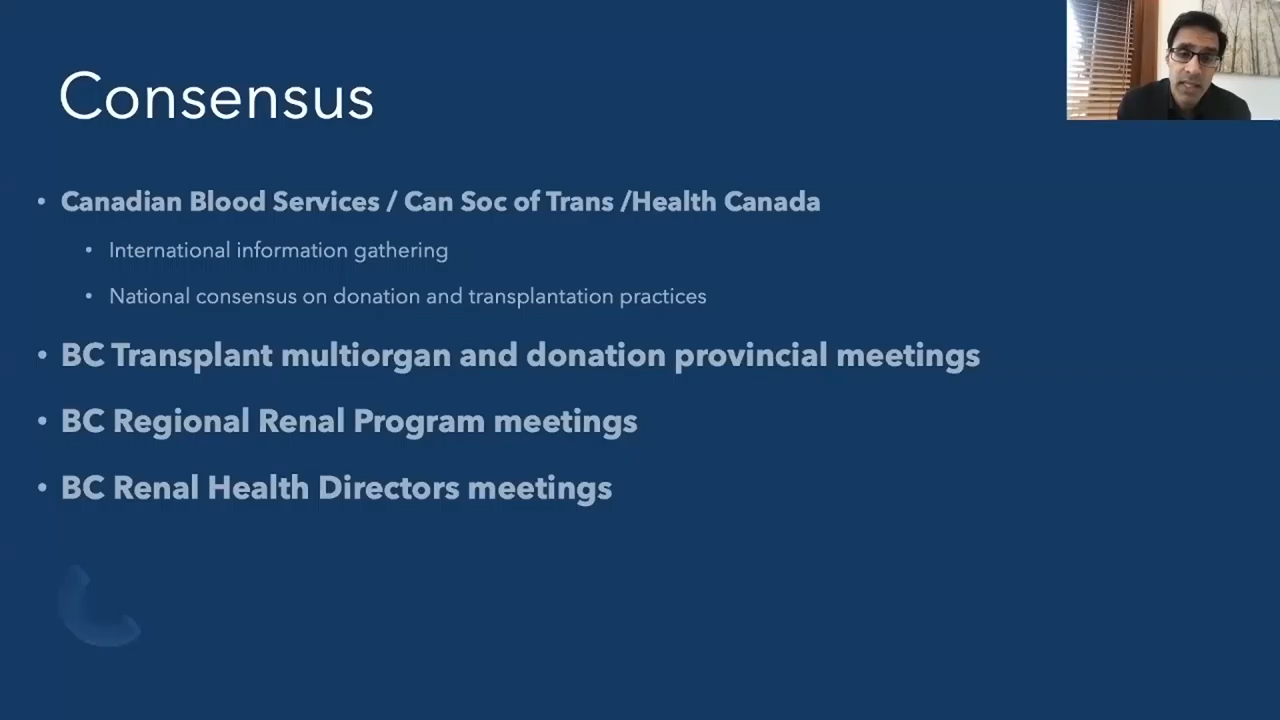 Consensus
• Canadian Blood Services / Can Soc of Trans /Health Canada
• International information gathering
• National consensus on donation and transplantation practices
• BC Transplant multiorgan and donation provincial meetings
• BC Regional Renal Program meetings
• BC Renal Health Directors meetings